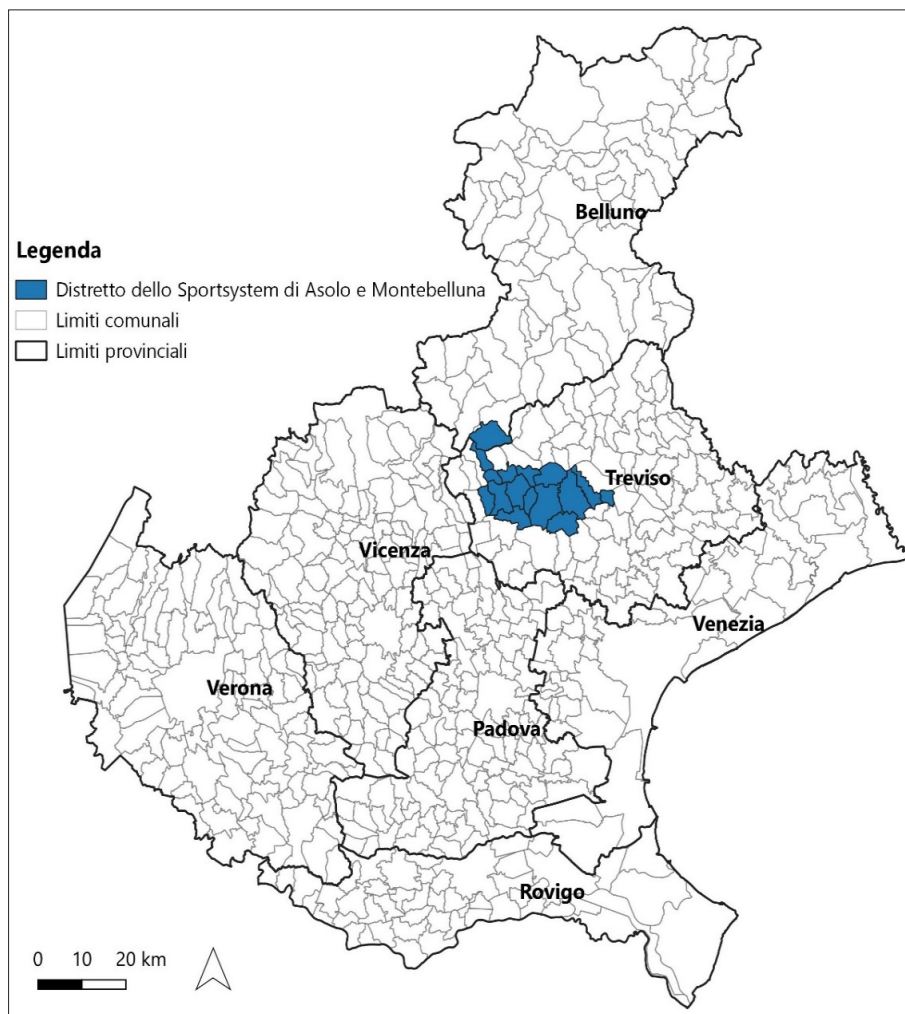 Belluno
Legenda
Distretto dello Sportsystem di Asolo e Montebelluna
Limiti comunali
Limiti provinciali
Treviso
Vicenza
Venezia
Verona
Padova
Rovigo
0 10 20 km